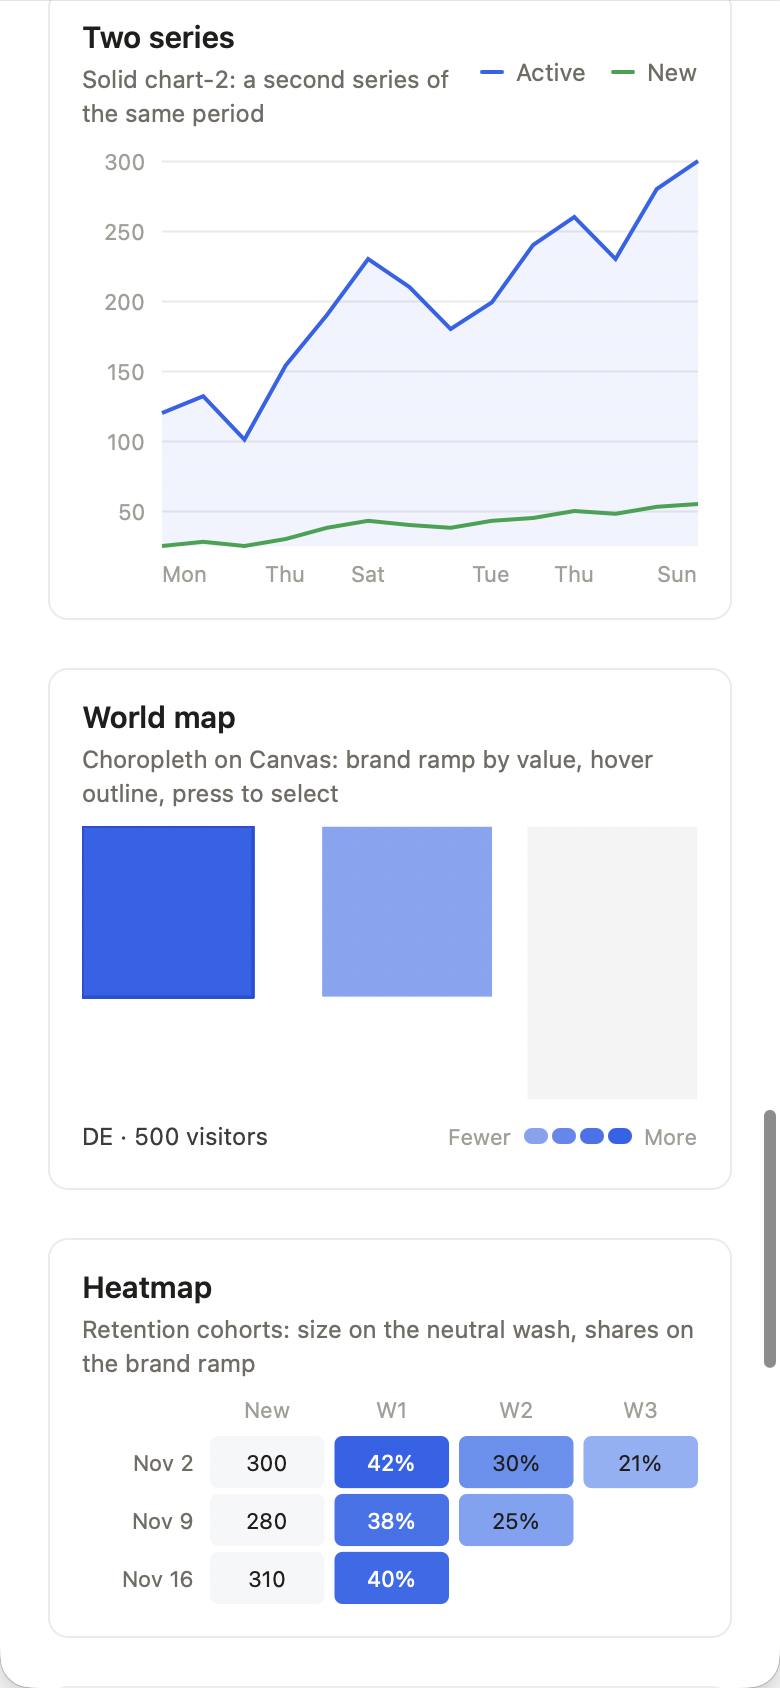 Two series
Solid chart-2: a second series of
the same period
Active New
300
250
200
150
100
50
Mon Thu Sat Tue Thu Sun
World map
Choropleth on Canvas: brand ramp by value, hover
outline, press to select
DE · 500 visitors
Fewer More
Heatmap
Retention cohorts: size on the neutral wash, shares on
the brand ramp
New W1 W2 W3
Nov 2 300 42% 30% 21%
Nov 9 280 38% 25%
Nov 16 310 40%